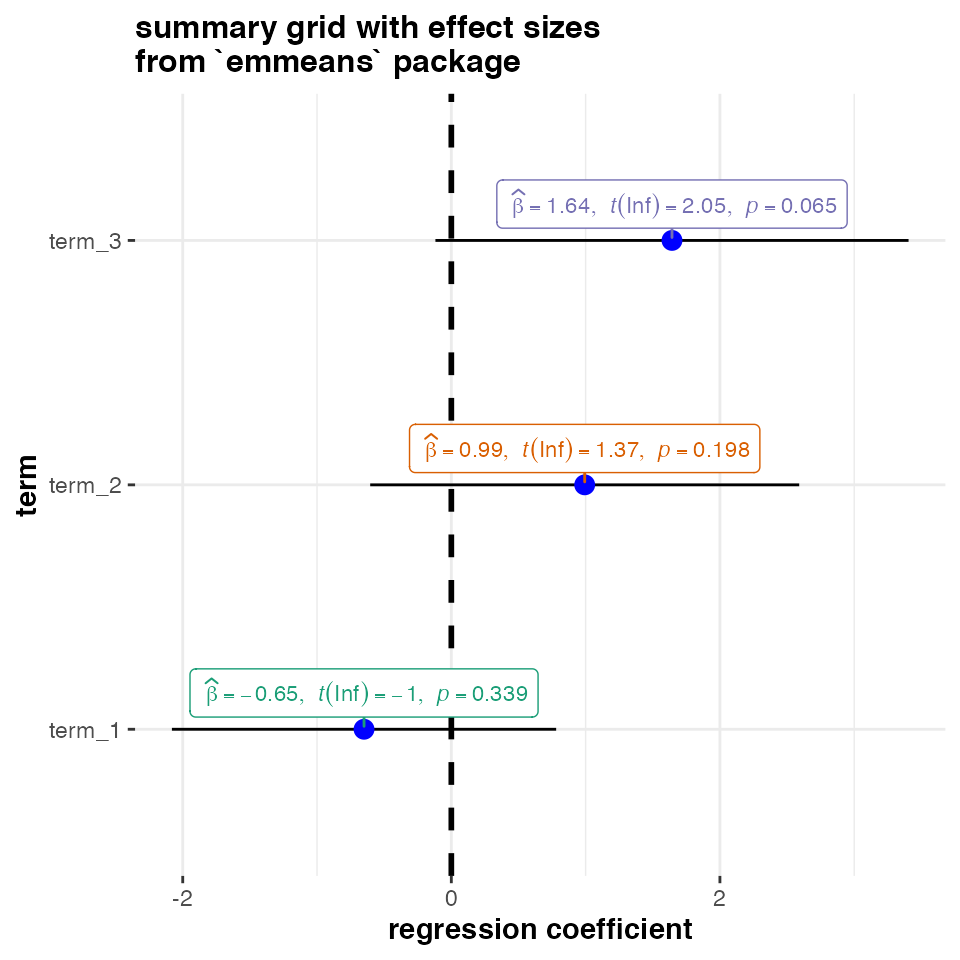 summary grid with effect sizes
from `emmeans` package
term
term_3
β̂ = 1.64, t(Inf) = 2.05, p = 0.065
term_2
β̂ = 0.99, t(Inf) = 1.37, p = 0.198
term_1
β̂ = −0.65, t(Inf) = −1, p = 0.339
-2 0 2
regression coefficient